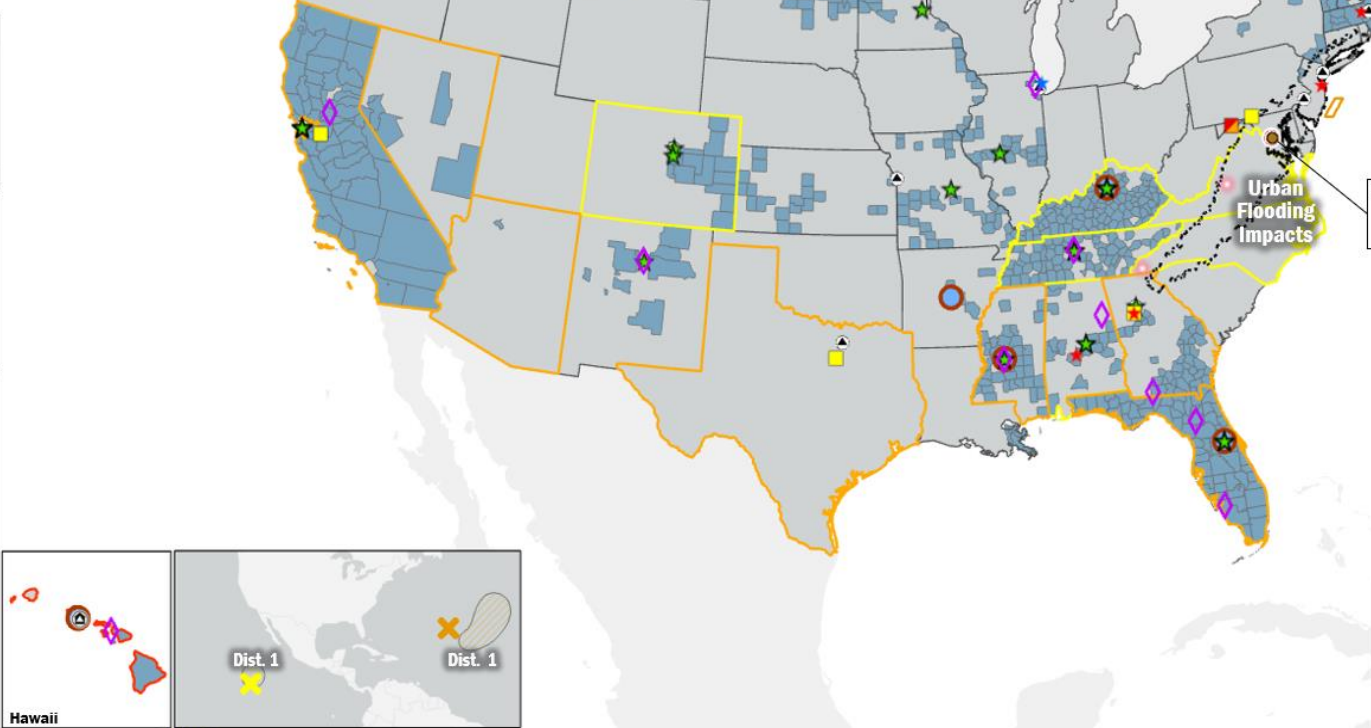 Urban
Flooding
Impacts
Dist. 1
Dist. 1
Hawaii